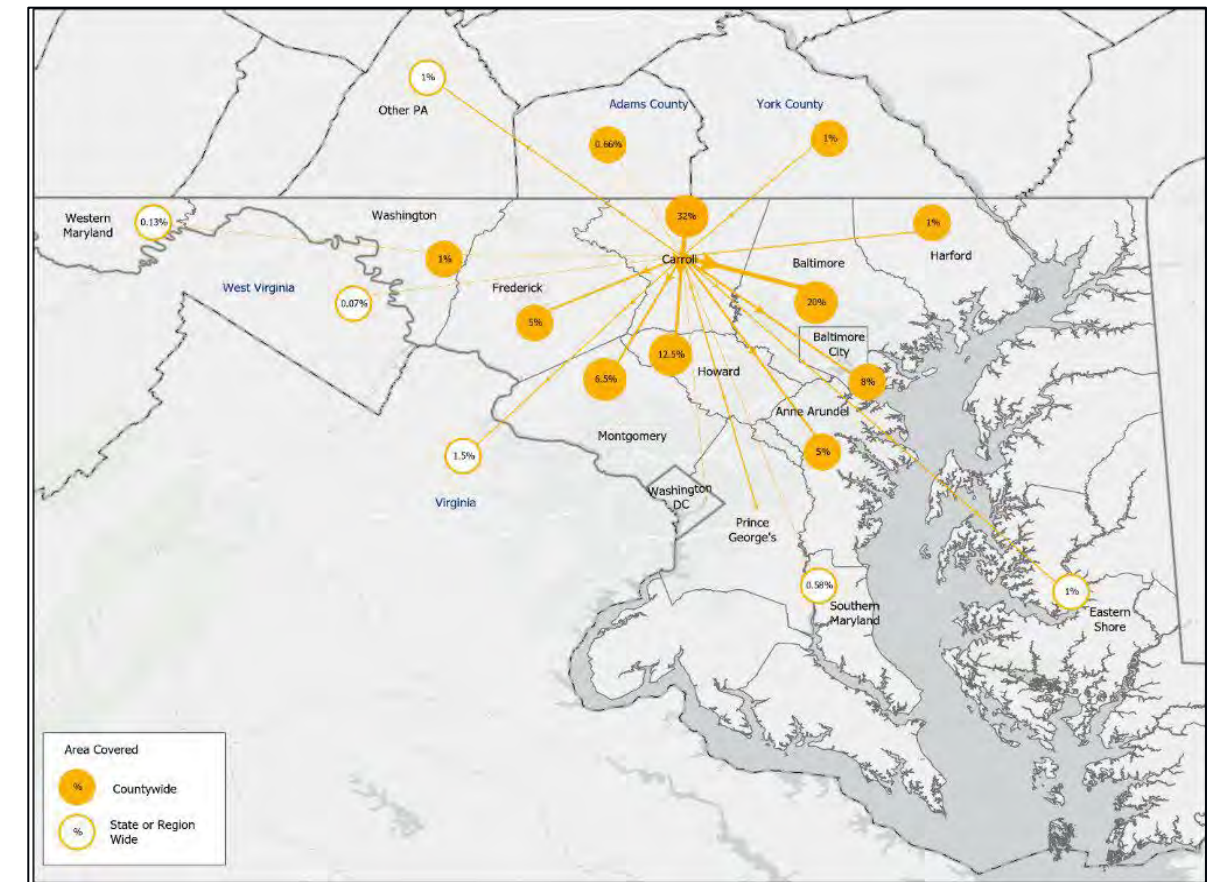 1%
Other PA
Adams County
York County
0.66%
1%
Western
Maryland
0.13%
Washington
32%
1%
Harford
1%
Carroll
Baltimore
West Virginia
0.07%
Frederick
5%
20%
Baltimore
City
12.5%
Howard
6.5%
8%
Anne Arundel
Montgomery
5%
1.5%
Virginia
Washington
DC
Prince
George's
0.58%
Southern
Maryland
1%
Eastern
Shore
Area Covered
% Countywide
% State or Region
Wide